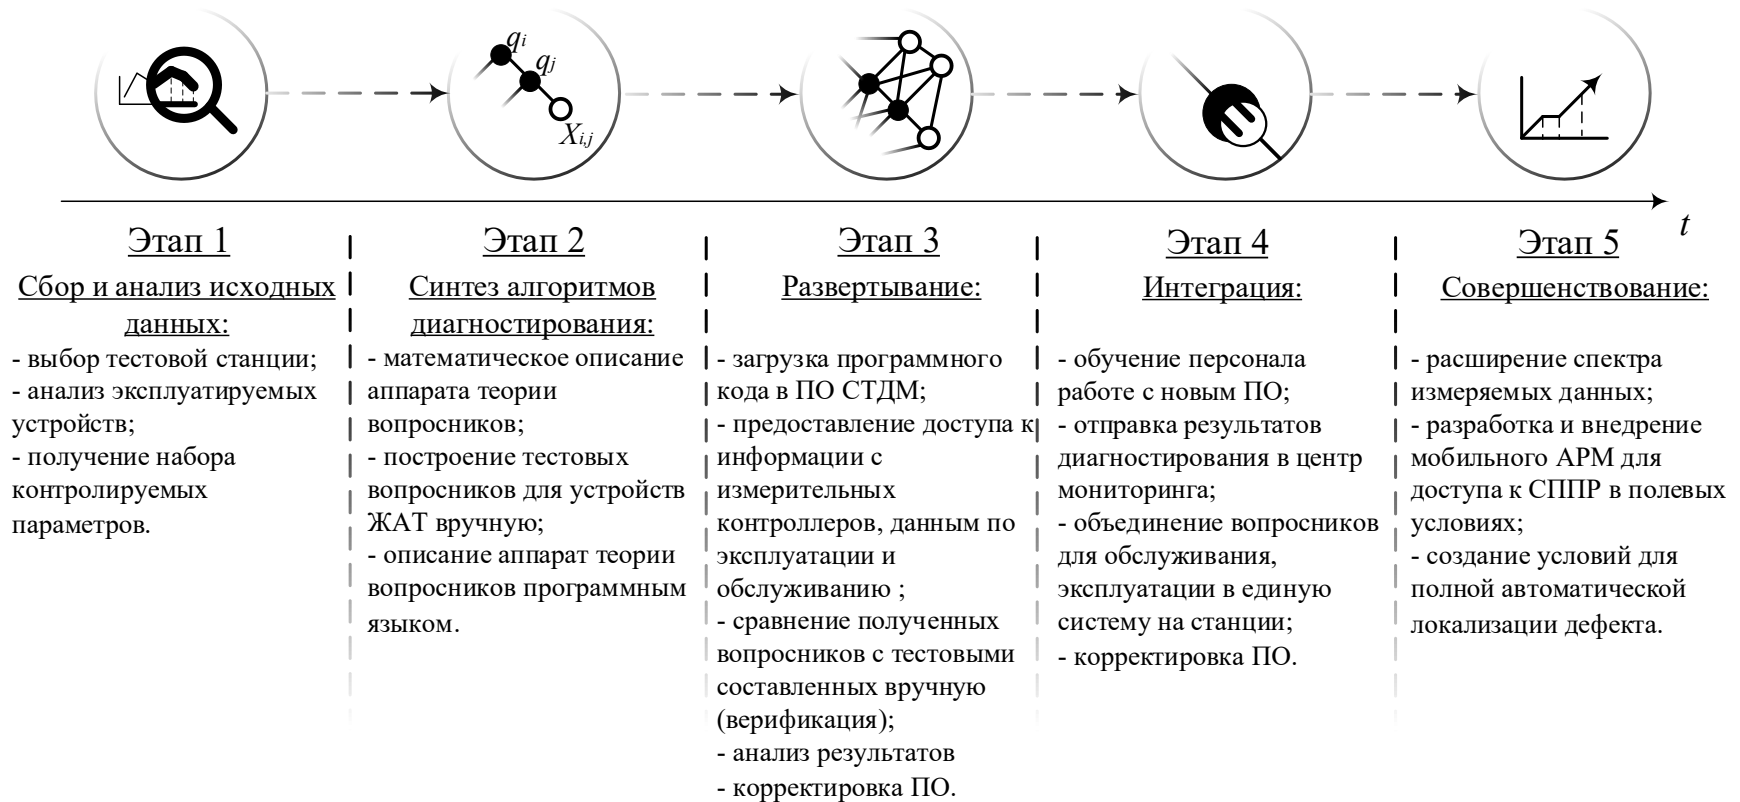 qi
qj
Xi,j
t
Этап 1
Сбор и анализ исходных
данных:
- выбор тестовой станции;
- анализ эксплуатируемых
устройств;
- получение набора
контролируемых
параметров.
Этап 2
Синтез алгоритмов
диагностирования:
- математическое описание
аппарата теории
вопросников;
- построение тестовых
вопросников для устройств
ЖАТ вручную;
- описание аппарат теории
вопросников программным
языком.
Этап 3
Развертывание:
- загрузка программного
кода в ПО СТДМ;
- предоставление доступа к
информации с
измерительных
контроллеров, данным по
эксплуатации и
обслуживанию ;
- сравнение полученных
вопросников с тестовыми
составленных вручную
(верификация);
- анализ результатов
- корректировка ПО.
Этап 4
Интеграция:
- обучение персонала
работе с новым ПО;
- отправка результатов
диагностирования в центр
мониторинга;
- объединение вопросников
для обслуживания,
эксплуатации в единую
систему на станции;
- корректировка ПО.
Этап 5
Совершенствование:
- расширение спектра
измеряемых данных;
- разработка и внедрение
мобильного АРМ для
доступа к СППР в полевых
условиях;
- создание условий для
полной автоматической
локализации дефекта.